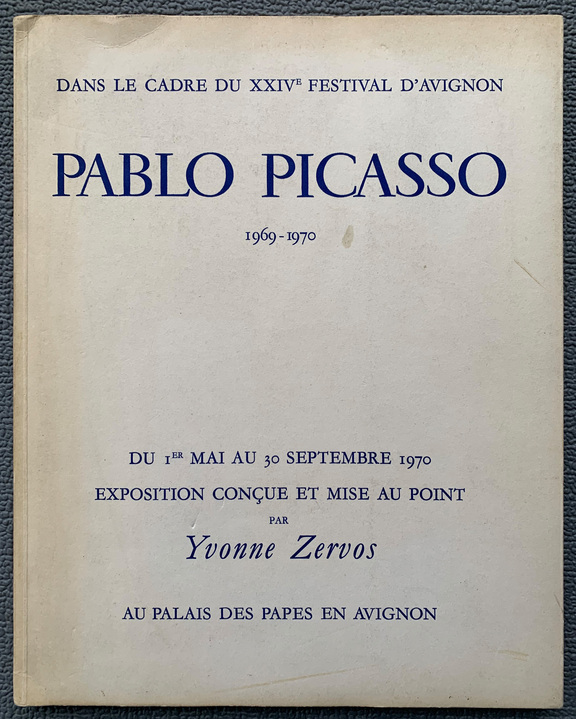 DANS LE CADRE DU XXIVE FESTIVAL D'AVIGNON
PABLO PICASSO
1969-1970
DU 1ER MAI AU 30 SEPTEMBRE 1970
EXPOSITION CONÇUE ET MISE AU POINT
PAR
Yvonne Zervos
AU PALAIS DES PAPES EN AVIGNON